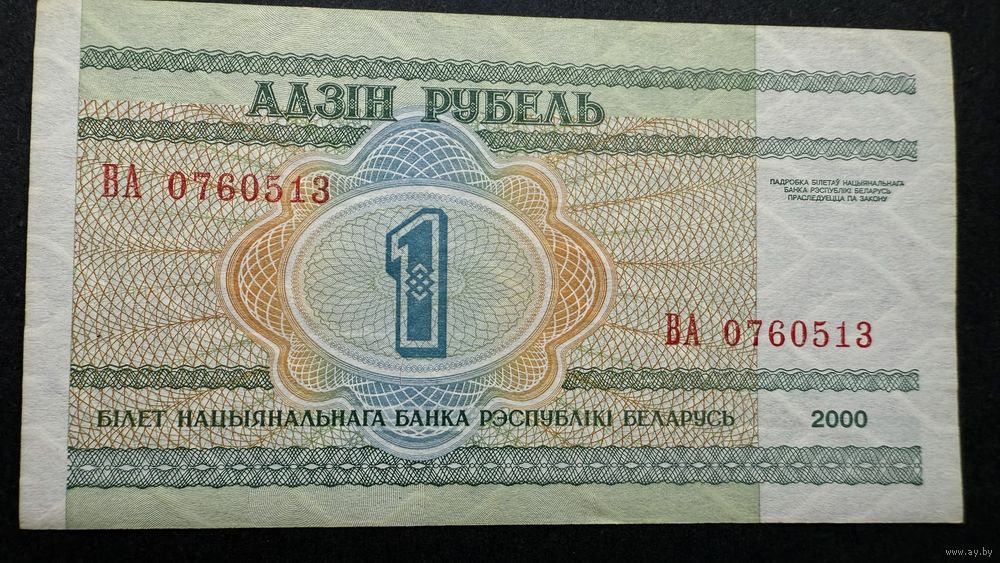 АДЗІН РУБЕЛЬ
ВА 0760513
ПАДРОБКА БІЛЕТАЎ НАЦЫЯНАЛЬНАГА
БАНКА РЭСПУБЛІКІ БЕЛАРУСЬ
ПРАСЛЕДУЕЦЦА ПА ЗАКОНУ
1
ВА 0760513
БІЛЕТ НАЦЫЯНАЛЬНАГА БАНКА РЭСПУБЛІКІ БЕЛАРУСЬ 2000
www.ay.by